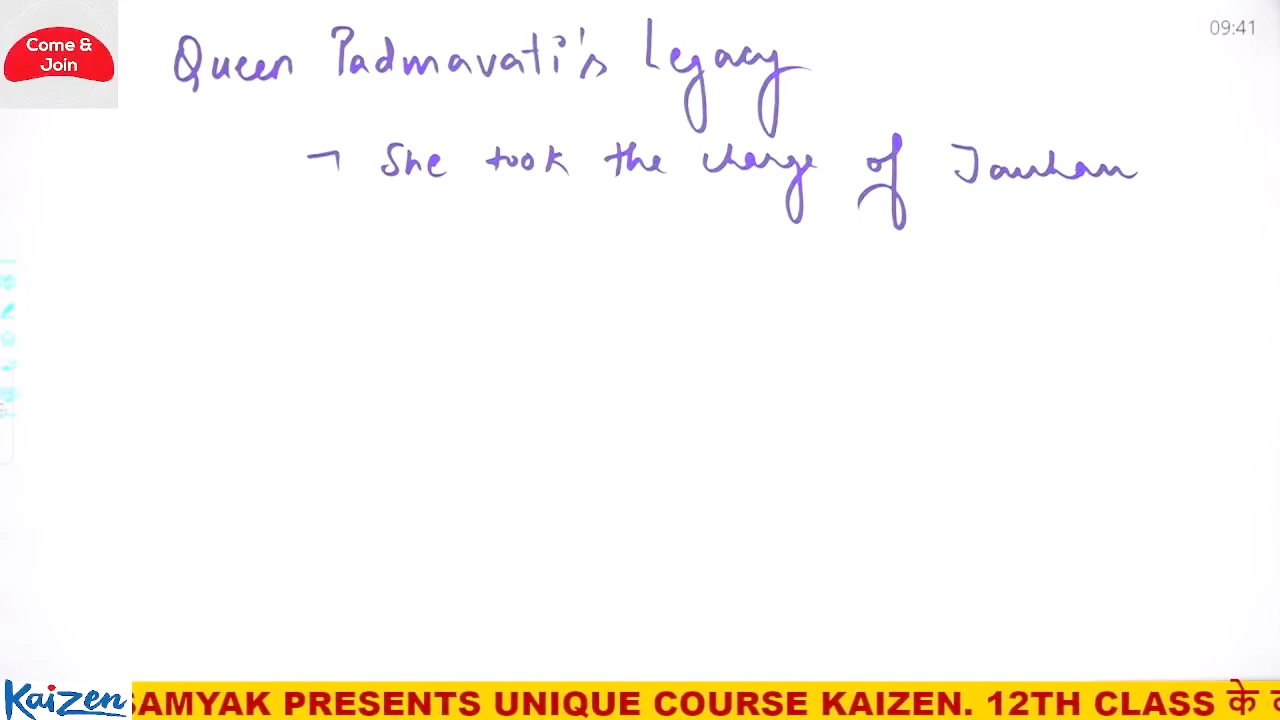 Come &
Join
09:41
Queen Padmavati's Legacy
→ She took the charge of Jauhar
Kaizen
SAMYAK PRESENTS UNIQUE COURSE KAIZEN. 12TH CLASS के